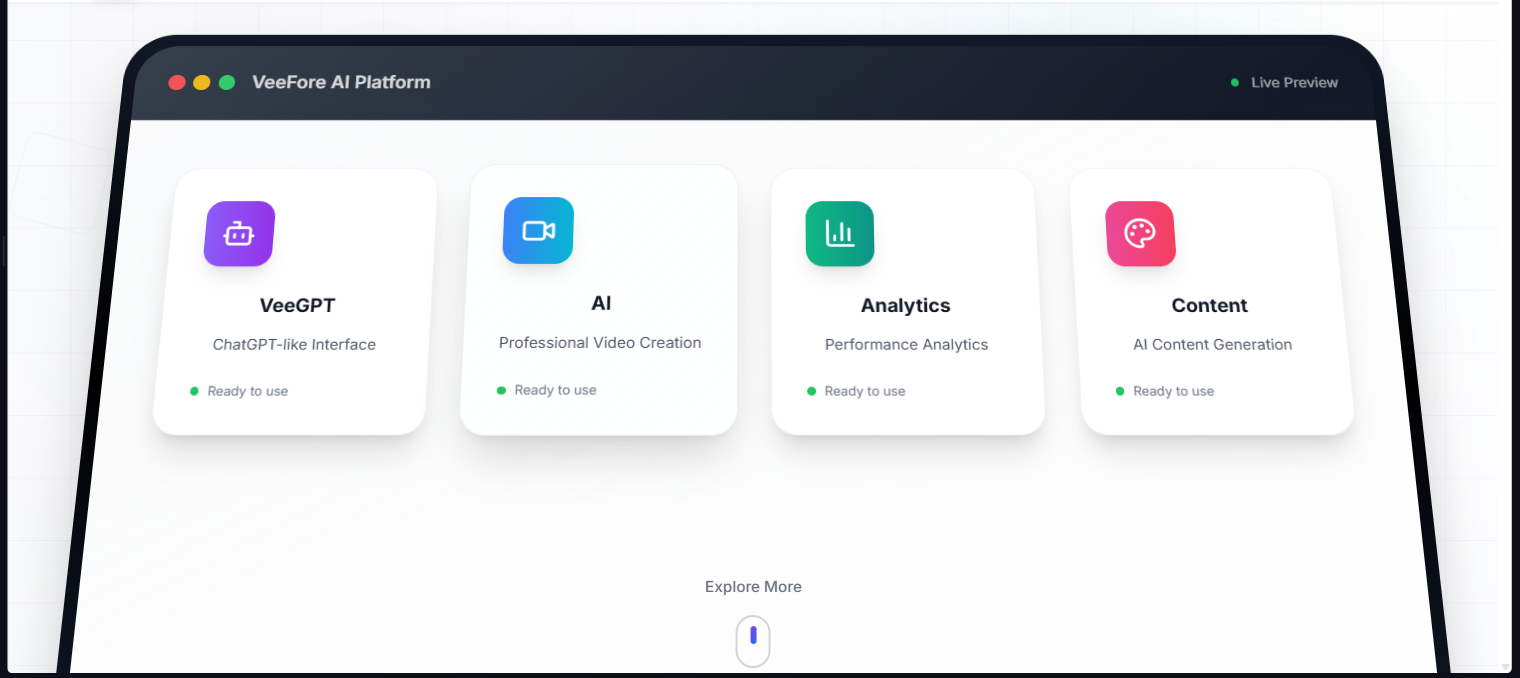 VeeFore AI Platform
Live Preview
VeeGPT
ChatGPT-like Interface
Ready to use
AI
Professional Video Creation
Ready to use
Analytics
Performance Analytics
Ready to use
Content
AI Content Generation
Ready to use
Explore More